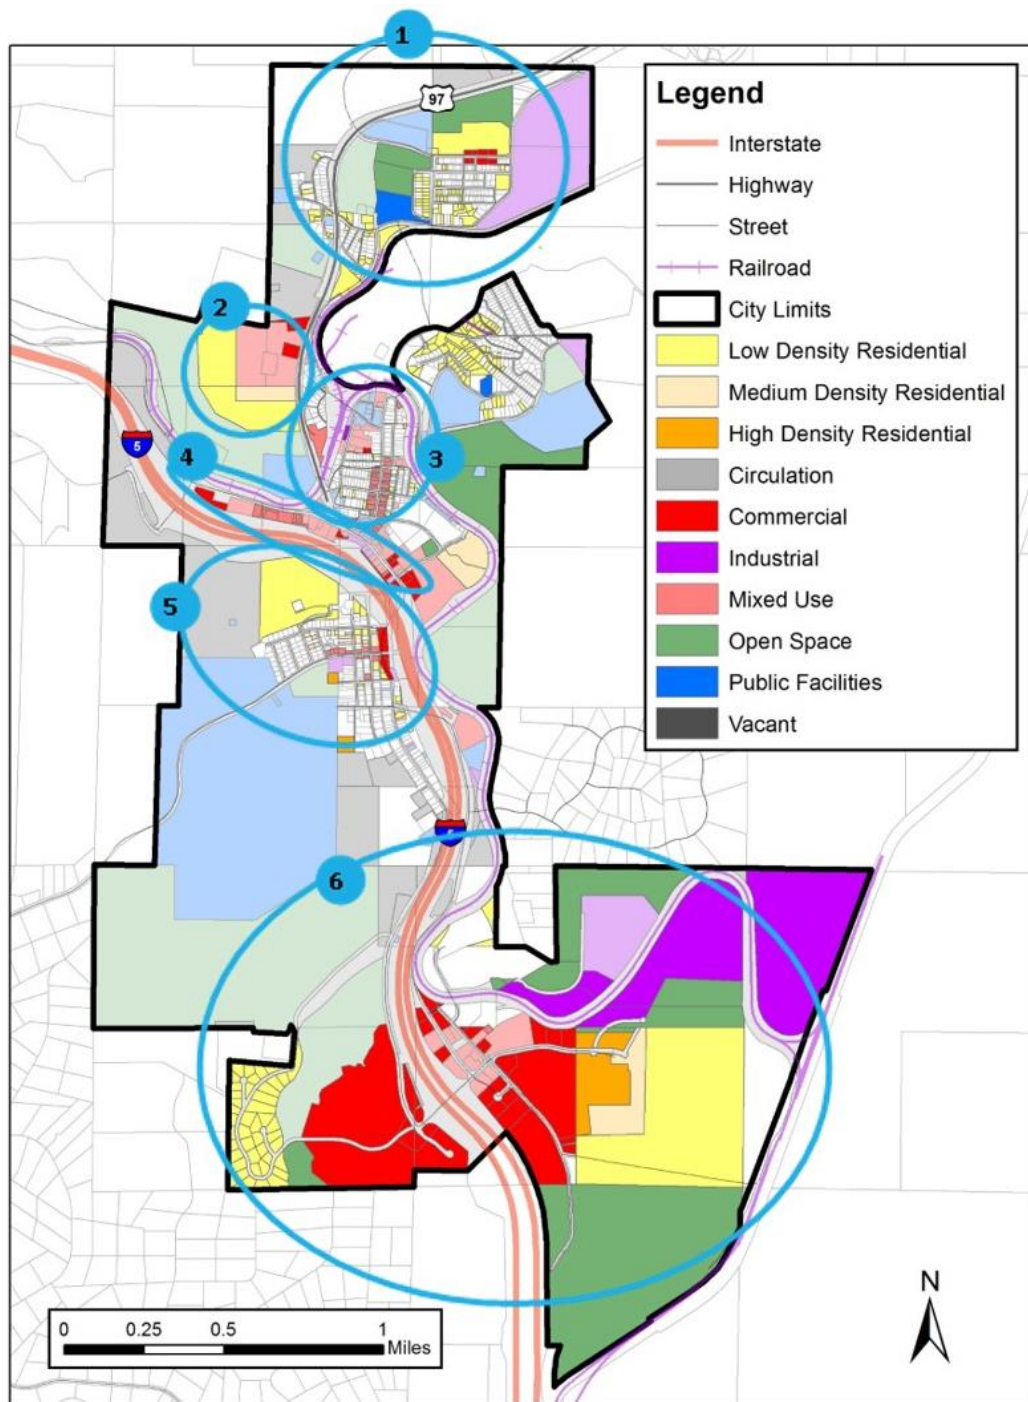 1
97
Legend
Interstate
Highway
Street
Railroad
City Limits
Low Density Residential
Medium Density Residential
High Density Residential
Circulation
Commercial
Industrial
Mixed Use
Open Space
Public Facilities
Vacant
2
5
4
3
5
6
N
0 0.25 0.5 1
Miles